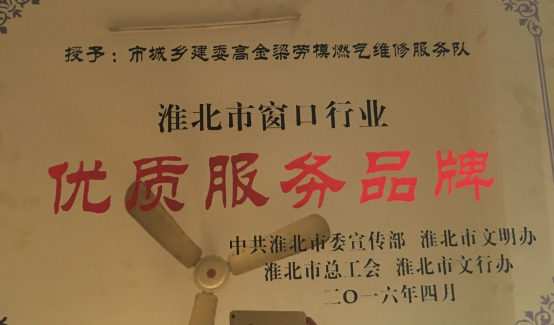 授予：市城乡建委高金梁劳模燃气维修服务队
淮北市窗口行业
优质服务品牌
中共淮北市委宣传部 淮北市文明办
淮北市总工会 淮北市文行办
二〇一六年四月